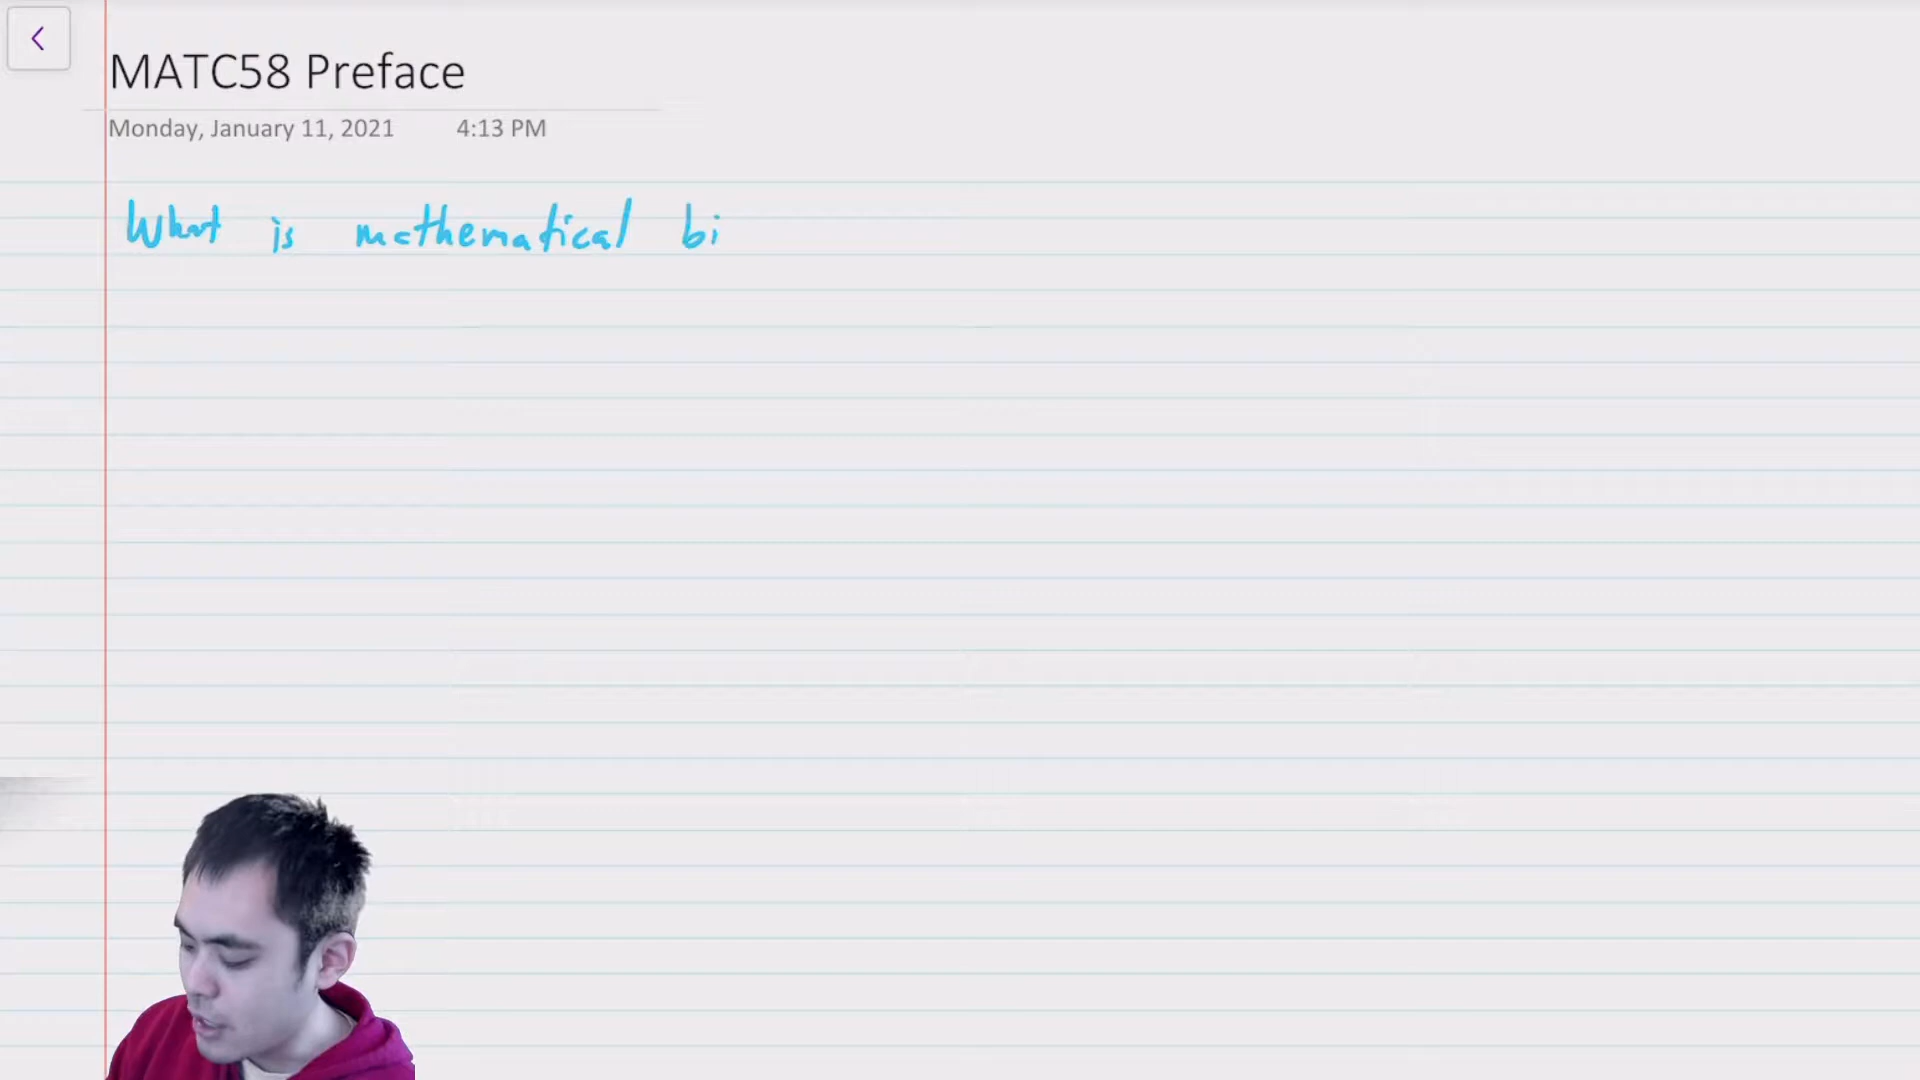 MATC58 Preface
Monday, January 11, 2021 4:13 PM
What is mathematical bi